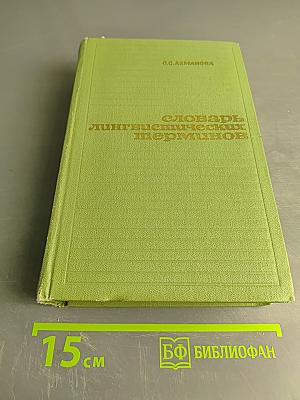 О.С.АХМАНОВА
словарь
лингвистических
терминов
15 см
БФ БИБЛИОФАН